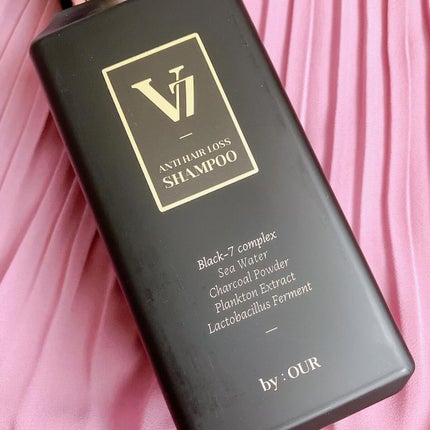 V7
—
ANTI HAIR LOSS
SHAMPOO
Black-7 complex
Sea Water
Charcoal Powder
Plankton Extract
Lactobacillus Ferment
—
by : OUR